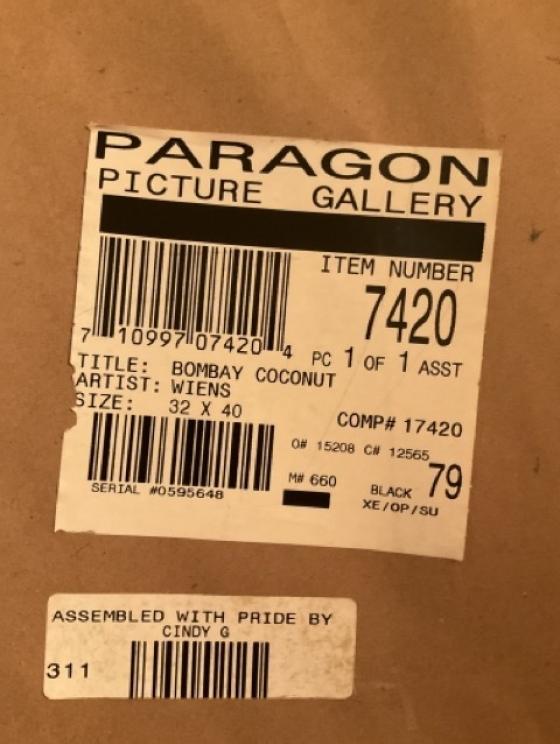 PARAGON
PICTURE GALLERY
ITEM NUMBER
7420
7 10997 07420 4
PC 1 OF 1 ASST
TITLE: BOMBAY COCONUT
ARTIST: WIENS
SIZE: 32 X 40
COMP# 17420
O# 15208 C# 12565
SERIAL #0595648
M# 660
BLACK 79
XE/OP/SU
ASSEMBLED WITH PRIDE BY
CINDY G
311